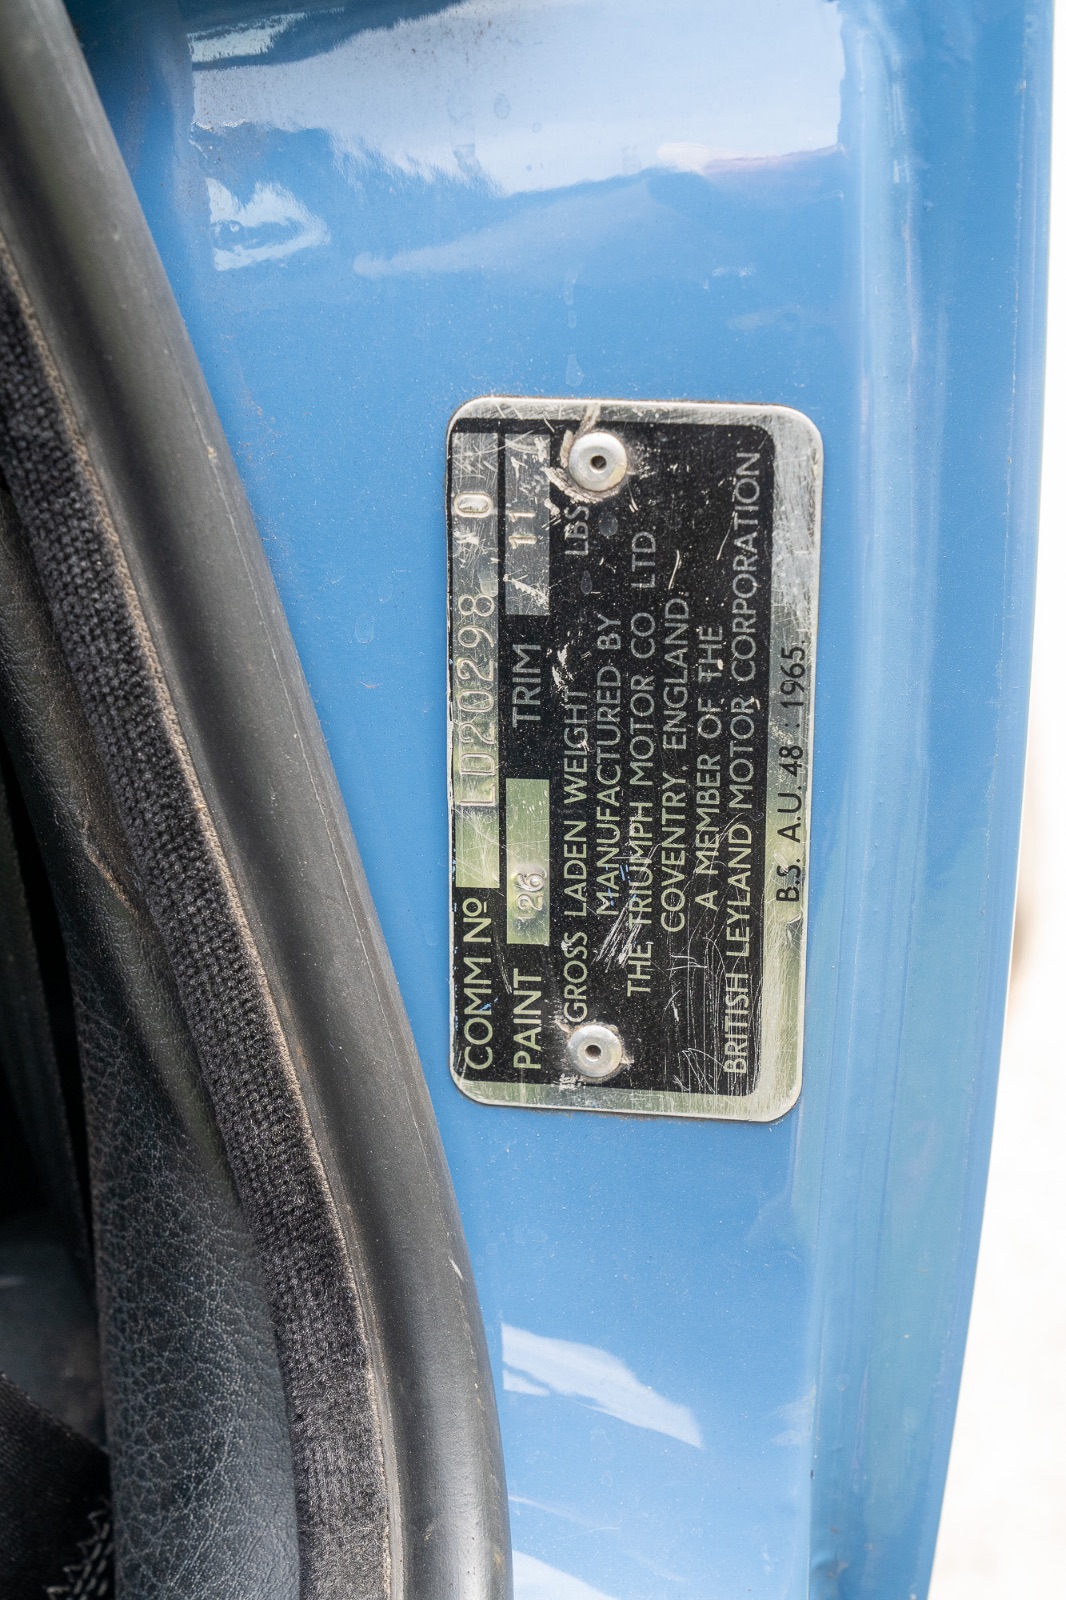 COMM Nº LD20298
PAINT 26 TRIM 11
GROSS LADEN WEIGHT LBS
MANUFACTURED BY
THE TRIUMPH MOTOR CO LTD
COVENTRY, ENGLAND.
A MEMBER OF THE
BRITISH LEYLAND MOTOR CORPORATION
B.S. A.U. 48 : 1965.